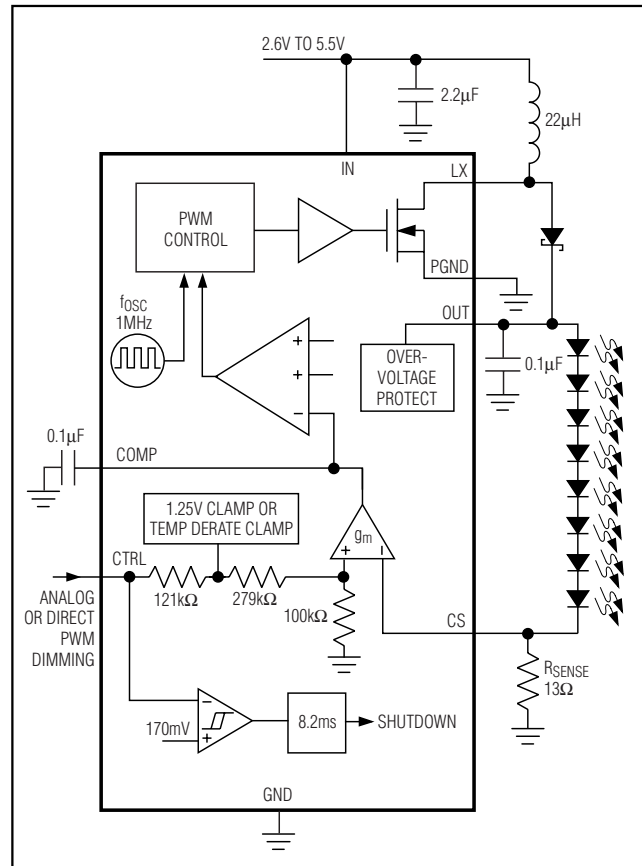 2.6V TO 5.5V
2.2µF
22µH
IN
LX
PWM
CONTROL
PGND
fOSC
1MHz
OUT
OVER-
VOLTAGE
PROTECT
0.1µF
+
+
−
0.1µF
COMP
1.25V CLAMP OR
TEMP DERATE CLAMP
gm
+
−
CTRL
121kΩ
279kΩ
100kΩ
ANALOG
OR DIRECT
PWM
DIMMING
CS
RSENSE
13Ω
−
+
170mV
8.2ms
SHUTDOWN
GND